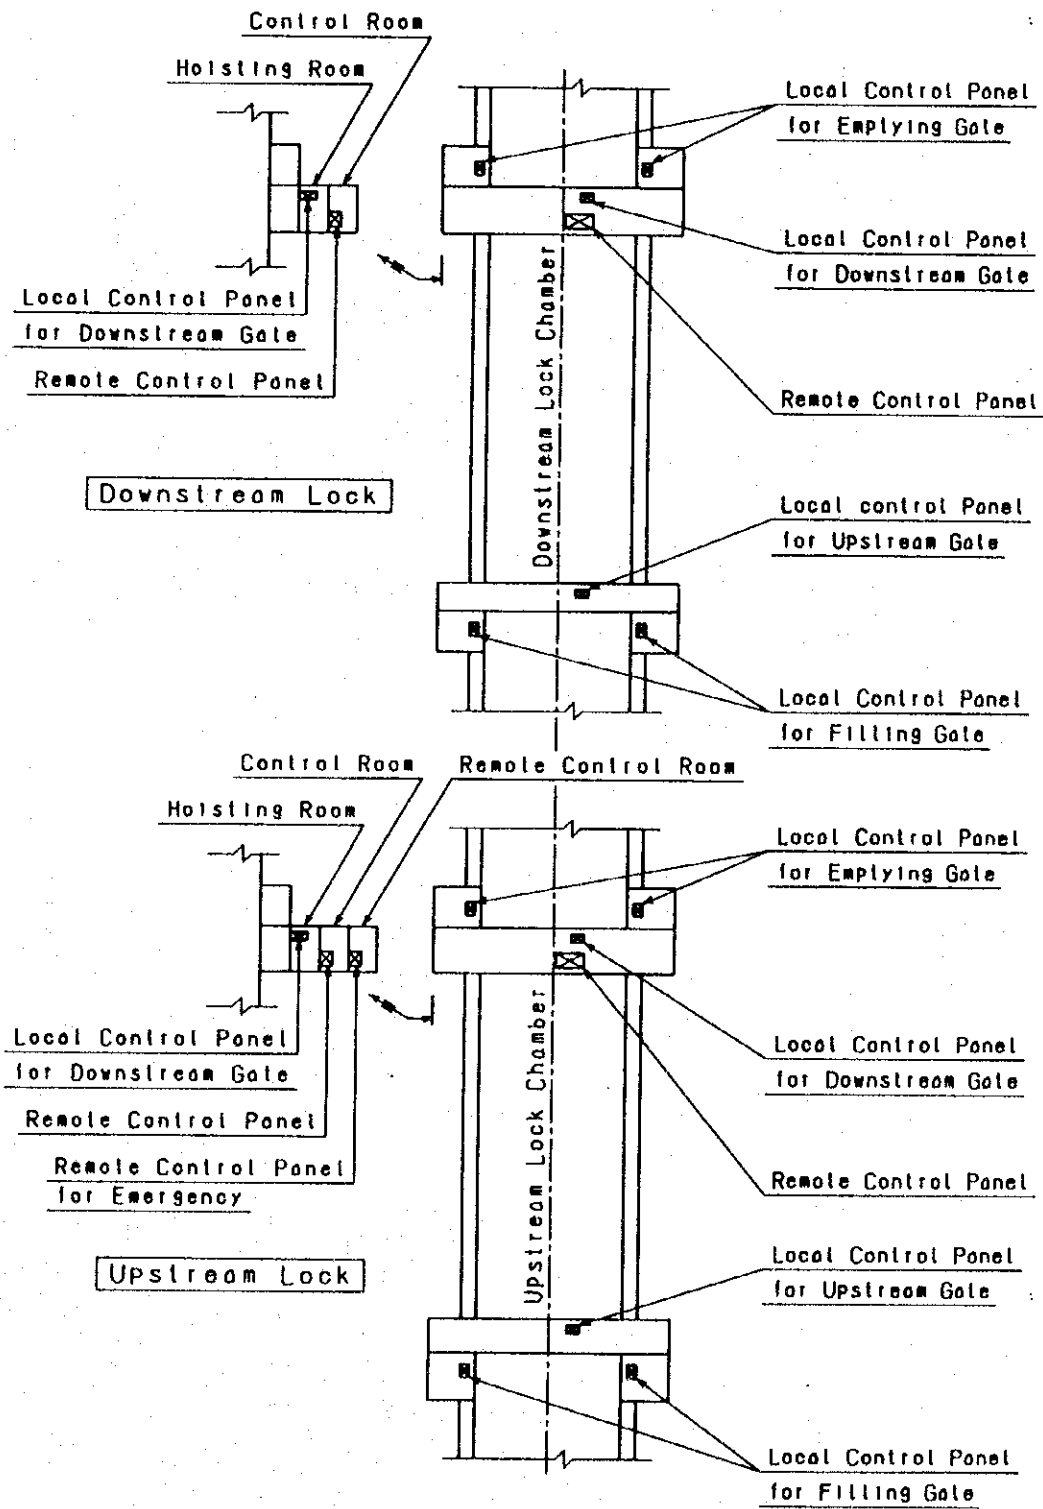 Control Room
Hoisting Room
Local Control Panel
for Emptying Gate
Local Control Panel
for Downstream Gate
Local Control Panel
for Downstream Gate
Remote Control Panel
Remote Control Panel
Downstream Lock Chamber
Downstream Lock
Local control Panel
for Upstream Gate
Local Control Panel
for Filling Gate
Control Room
Remote Control Room
Hoisting Room
Local Control Panel
for Emptying Gate
Local Control Panel
for Downstream Gate
Local Control Panel
for Downstream Gate
Remote Control Panel
Remote Control Panel
for Emergency
Remote Control Panel
Upstream Lock Chamber
Upstream Lock
Local Control Panel
for Upstream Gate
Local Control Panel
for Filling Gate